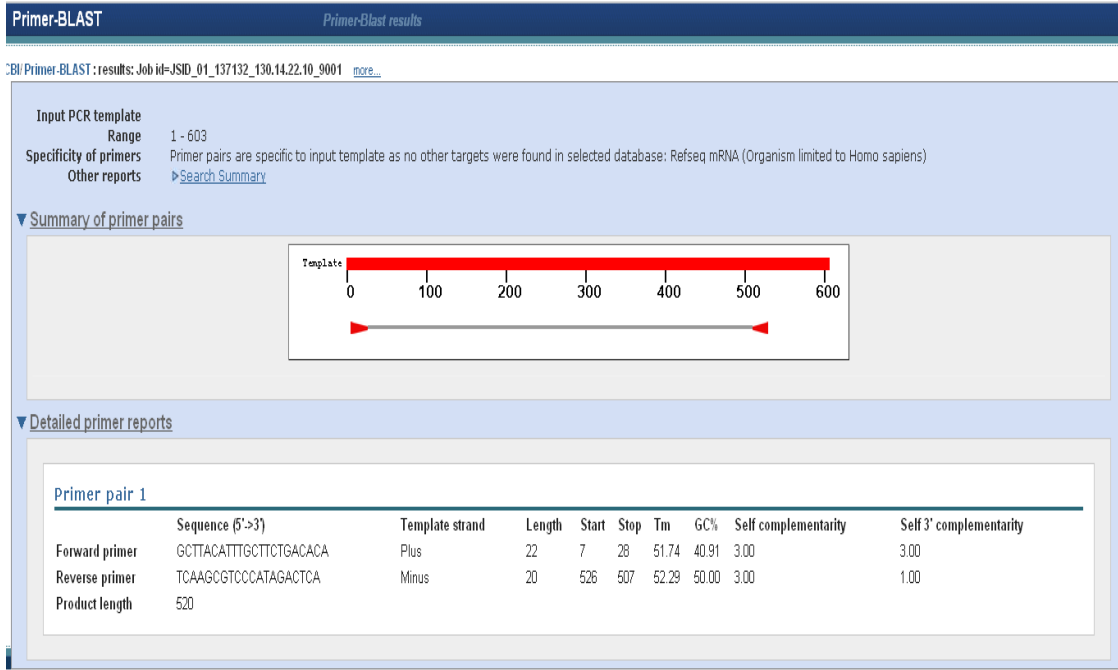 Primer-BLAST Primer-Blast results
CBI/ Primer-BLAST : results: Job id=JSID_01_137132_130.14.22.10_9001 more...
Input PCR template
Range 1 - 603
Specificity of primers Primer pairs are specific to input template as no other targets were found in selected database: Refseq mRNA (Organism limited to Homo sapiens)
Other reports Search Summary
Summary of primer pairs
Template
0 100 200 300 400 500 600
Detailed primer reports
Primer pair 1
Sequence (5'->3') Template strand Length Start Stop Tm GC% Self complementarity Self 3' complementarity
Forward primer GCTTACATTTGCTTCTGACACA Plus 22 7 28 51.74 40.91 3.00 3.00
Reverse primer TCAAGCGTCCCATAGACTCA Minus 20 526 507 52.29 50.00 3.00 1.00
Product length 520